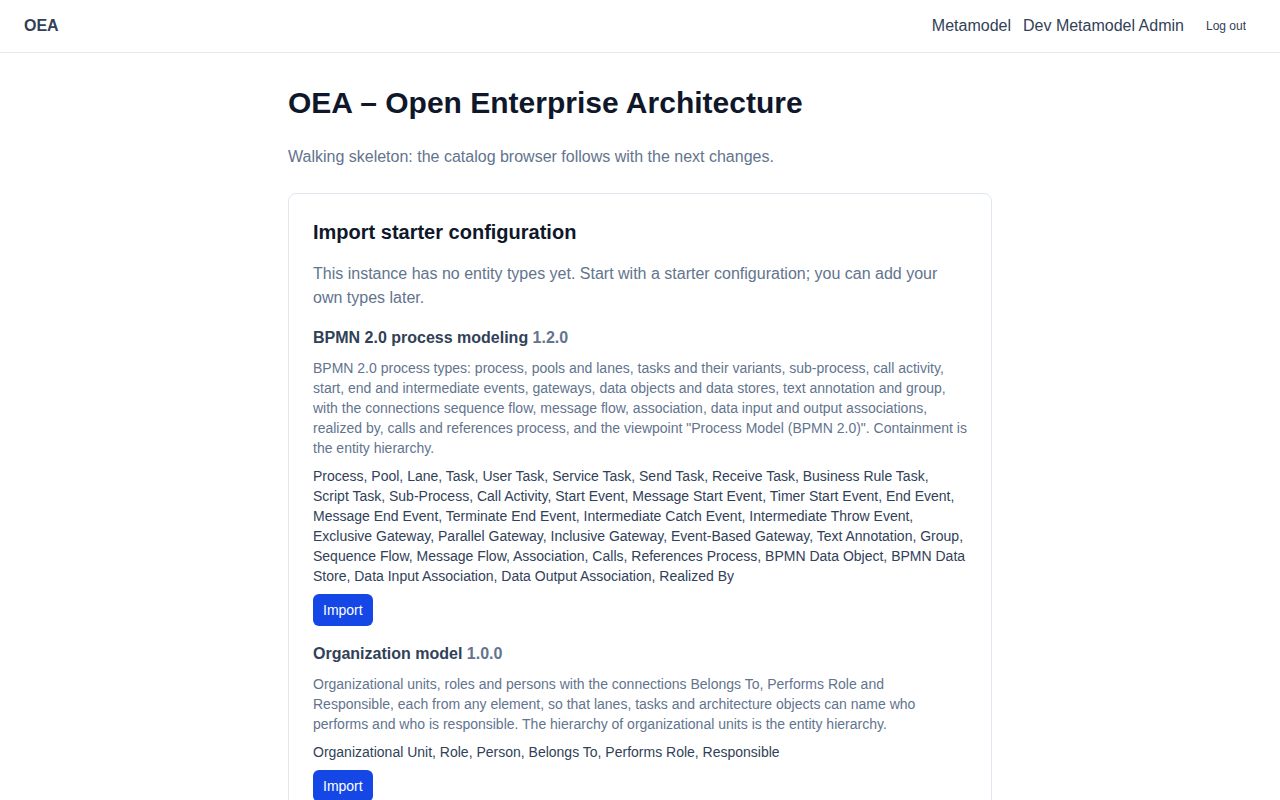 OEA
Metamodel Dev Metamodel Admin Log out
OEA – Open Enterprise Architecture
Walking skeleton: the catalog browser follows with the next changes.
Import starter configuration
This instance has no entity types yet. Start with a starter configuration; you can add your
own types later.
BPMN 2.0 process modeling 1.2.0
BPMN 2.0 process types: process, pools and lanes, tasks and their variants, sub-process, call activity,
start, end and intermediate events, gateways, data objects and data stores, text annotation and group,
with the connections sequence flow, message flow, association, data input and output associations,
realized by, calls and references process, and the viewpoint "Process Model (BPMN 2.0)". Containment is
the entity hierarchy.
Process, Pool, Lane, Task, User Task, Service Task, Send Task, Receive Task, Business Rule Task,
Script Task, Sub-Process, Call Activity, Start Event, Message Start Event, Timer Start Event, End Event,
Message End Event, Terminate End Event, Intermediate Catch Event, Intermediate Throw Event,
Exclusive Gateway, Parallel Gateway, Inclusive Gateway, Event-Based Gateway, Text Annotation, Group,
Sequence Flow, Message Flow, Association, Calls, References Process, BPMN Data Object, BPMN Data
Store, Data Input Association, Data Output Association, Realized By
Import
Organization model 1.0.0
Organizational units, roles and persons with the connections Belongs To, Performs Role and
Responsible, each from any element, so that lanes, tasks and architecture objects can name who
performs and who is responsible. The hierarchy of organizational units is the entity hierarchy.
Organizational Unit, Role, Person, Belongs To, Performs Role, Responsible
Import